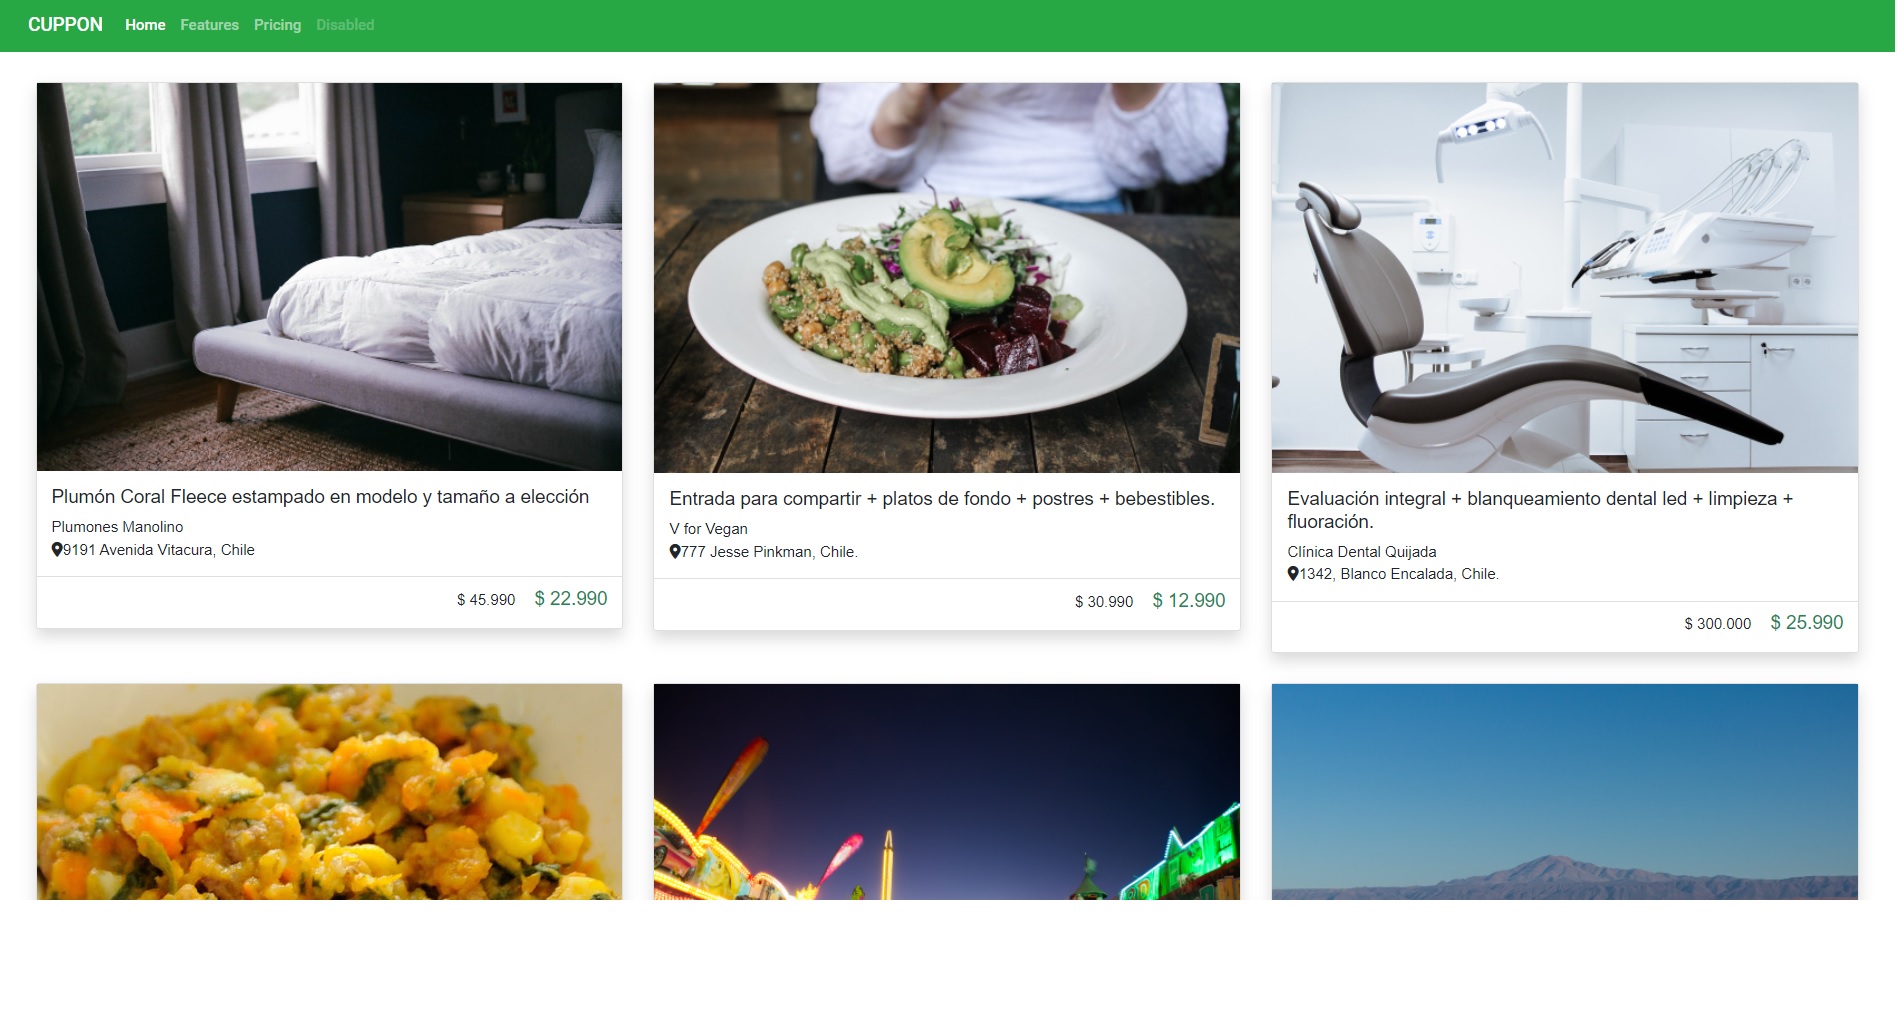 CUPPON Home Features Pricing Disabled
Plumón Coral Fleece estampado en modelo y tamaño a elección
Plumones Manolino
9191 Avenida Vitacura, Chile
$ 45.990 $ 22.990
Entrada para compartir + platos de fondo + postres + bebestibles.
V for Vegan
777 Jesse Pinkman, Chile.
$ 30.990 $ 12.990
Evaluación integral + blanqueamiento dental led + limpieza +
fluoración.
Clínica Dental Quijada
1342, Blanco Encalada, Chile.
$ 300.000 $ 25.990